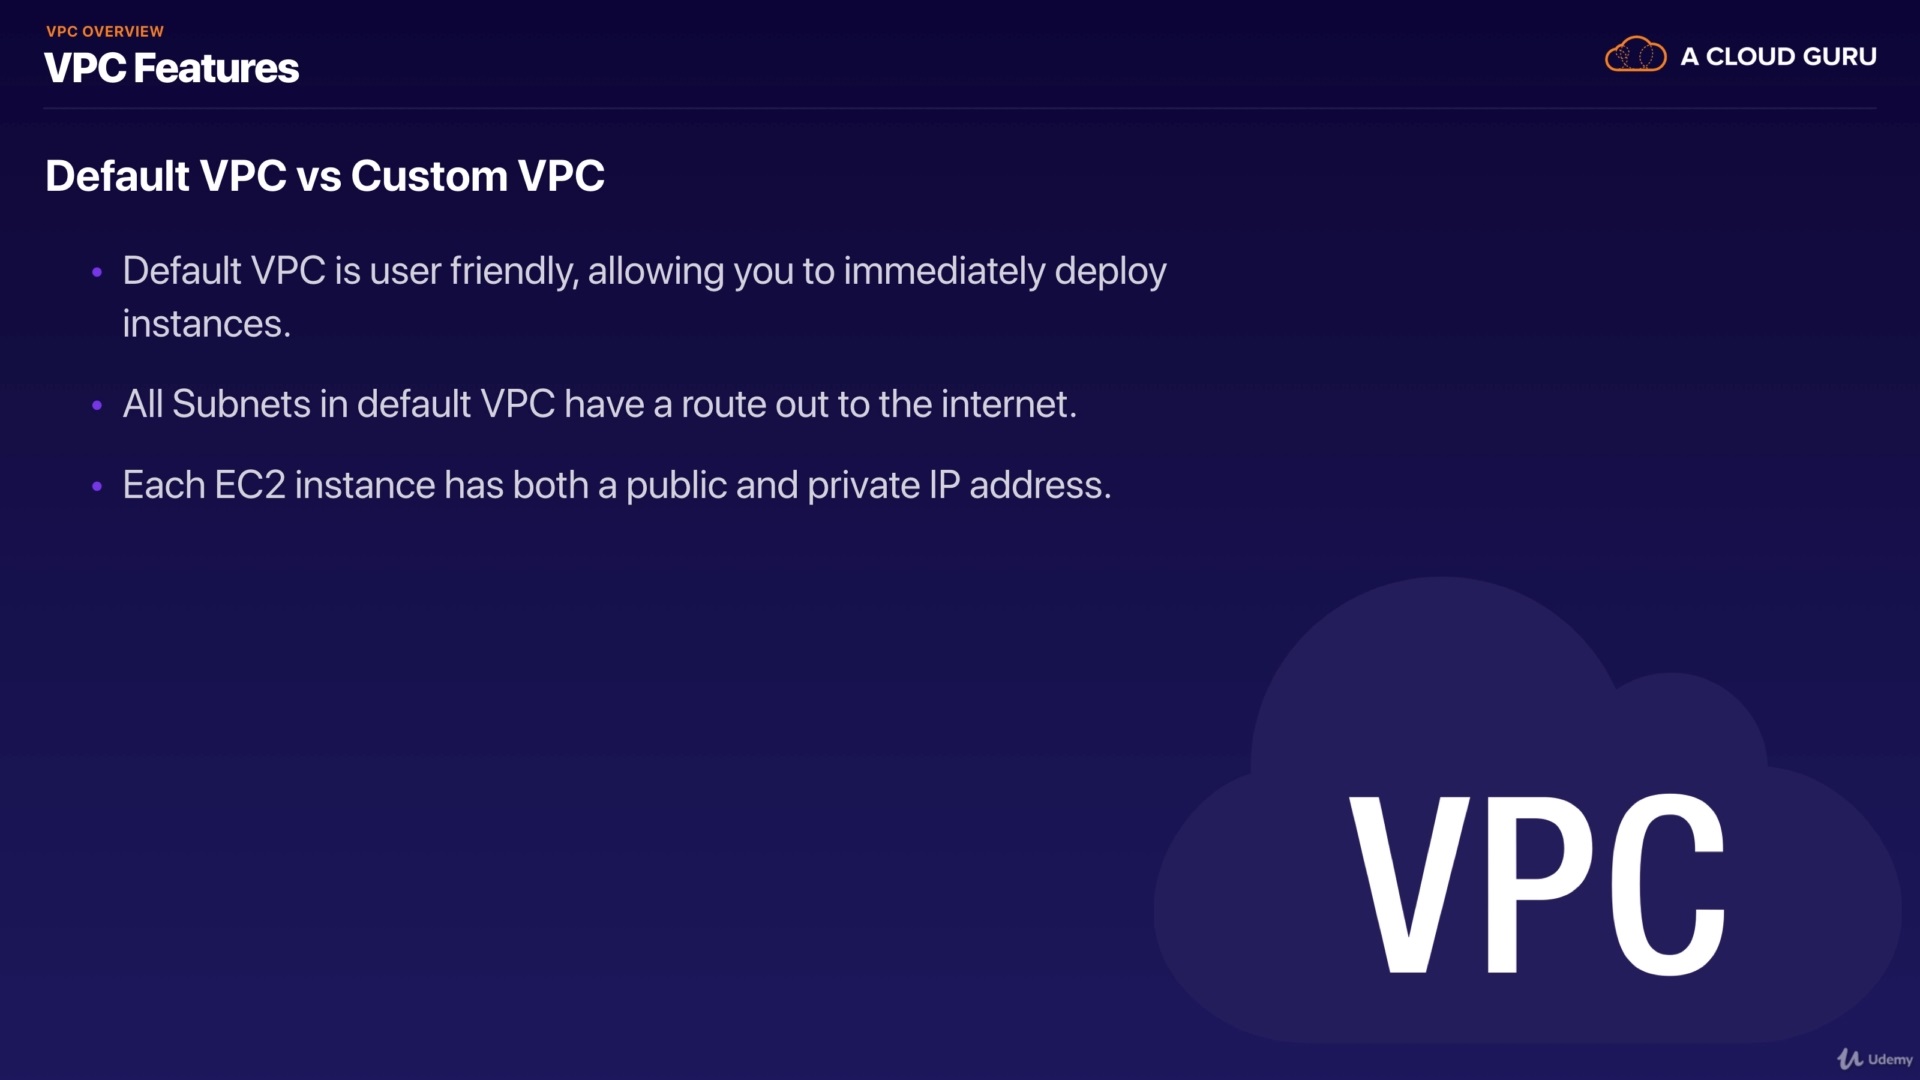 VPC OVERVIEW
VPC Features
A CLOUD GURU
Default VPC vs Custom VPC
• Default VPC is user friendly, allowing you to immediately deploy
instances.
• All Subnets in default VPC have a route out to the internet.
• Each EC2 instance has both a public and private IP address.
VPC
Udemy